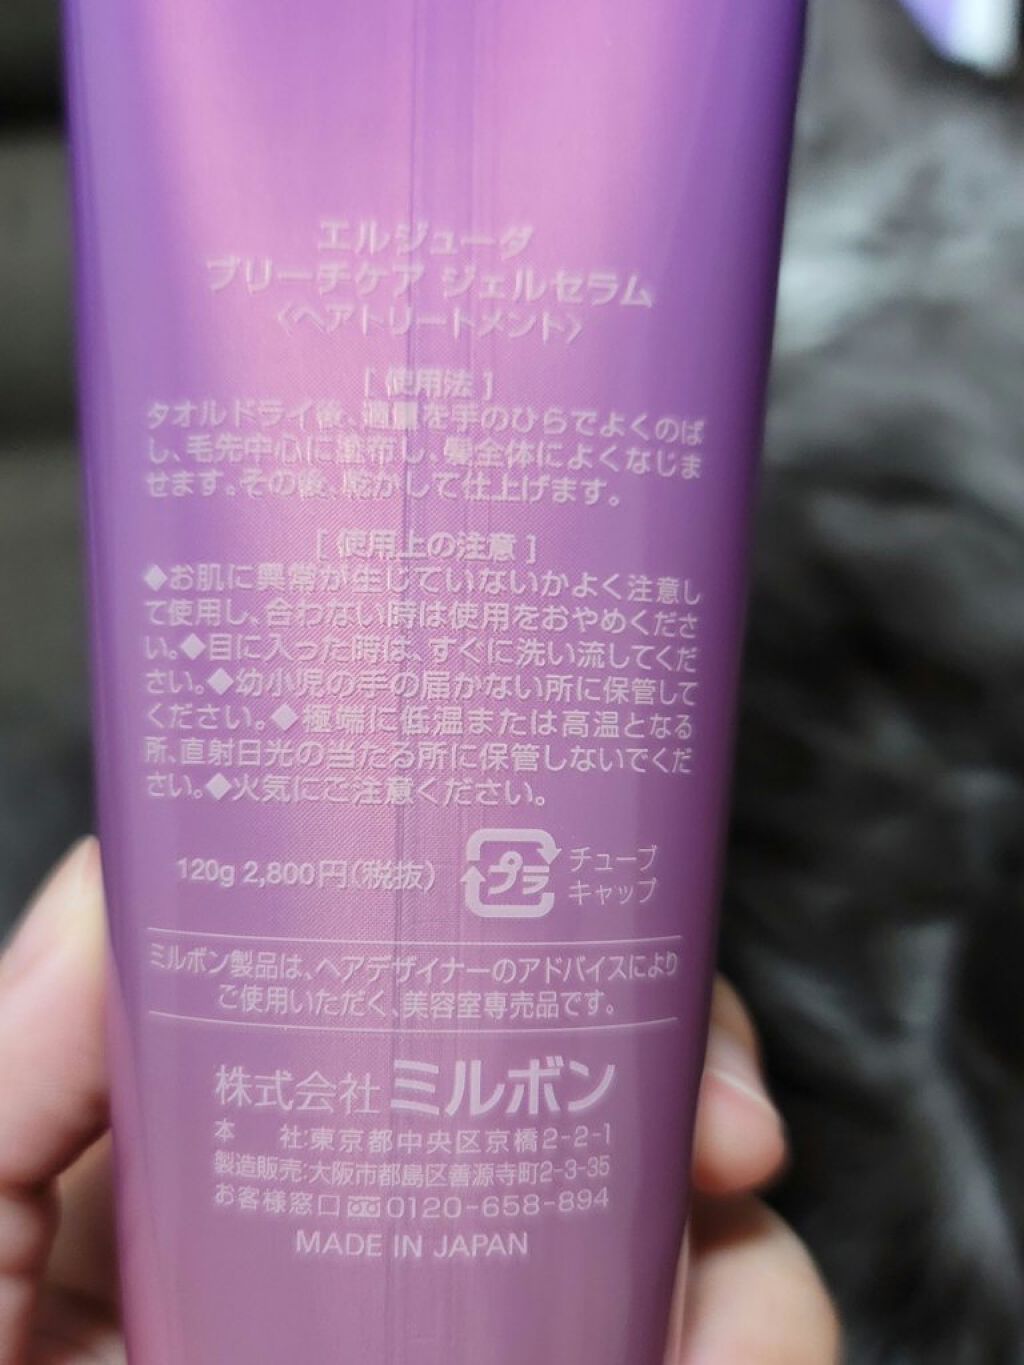 エルジューダ
ブリーチケア ジェルセラム
〈ヘアトリートメント〉
[ 使用法 ]
タオルドライ後、適量を手のひらでよくのば
し、毛先中心に塗布し、髪全体によくなじま
せます。その後、乾かして仕上げます。
[ 使用上の注意 ]
◆お肌に異常が生じていないかよく注意し
て使用し、合わない時は使用をおやめくださ
い。◆目に入った時は、すぐに洗い流してくだ
さい。◆幼小児の手の届かない所に保管して
ください。◆極端に低温または高温となる
所、直射日光の当たる所に保管しないでくだ
さい。◆火気にご注意ください。
120g 2,800円(税抜)
プラ
チューブ
キャップ
ミルボン製品は、ヘアデザイナーのアドバイスにより
ご使用いただく、美容室専売品です。
株式会社 ミルボン
本 社:東京都中央区京橋2-2-1
製造販売:大阪市都島区善源寺町2-3-35
お客様窓口 0120-658-894
MADE IN JAPAN